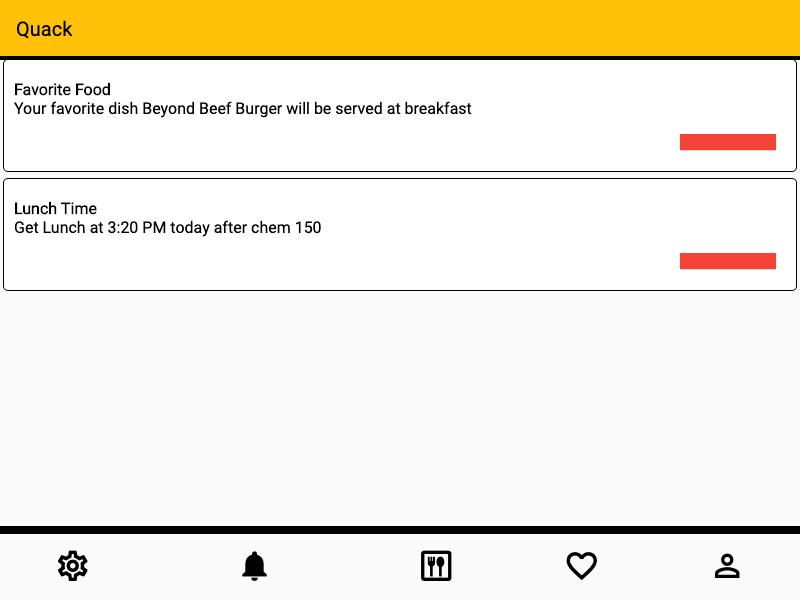 Quack
Favorite Food
Your favorite dish Beyond Beef Burger will be served at breakfast
Lunch Time
Get Lunch at 3:20 PM today after chem 150